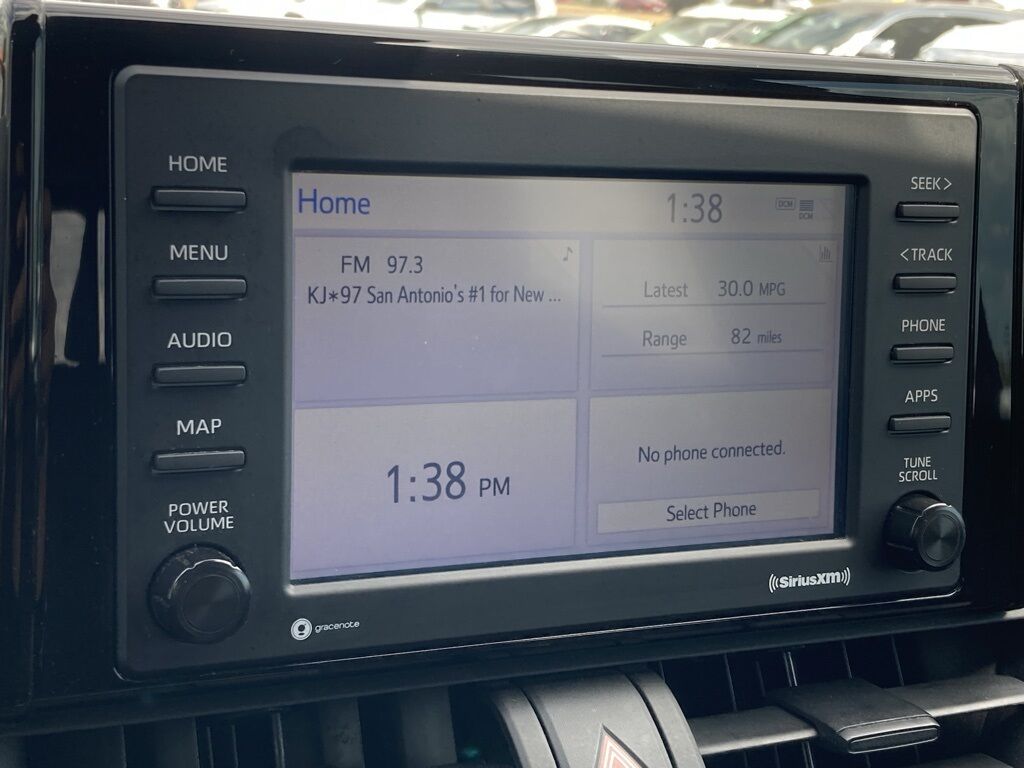 HOME
MENU
AUDIO
MAP
POWER
VOLUME
Home 1:38 DCM DCM
FM 97.3
KJ*97 San Antonio's #1 for New ...
Latest 30.0 MPG
Range 82 miles
1:38 PM
No phone connected.
Select Phone
SEEK >
< TRACK
PHONE
APPS
TUNE
SCROLL
gracenote
((SiriusXM))